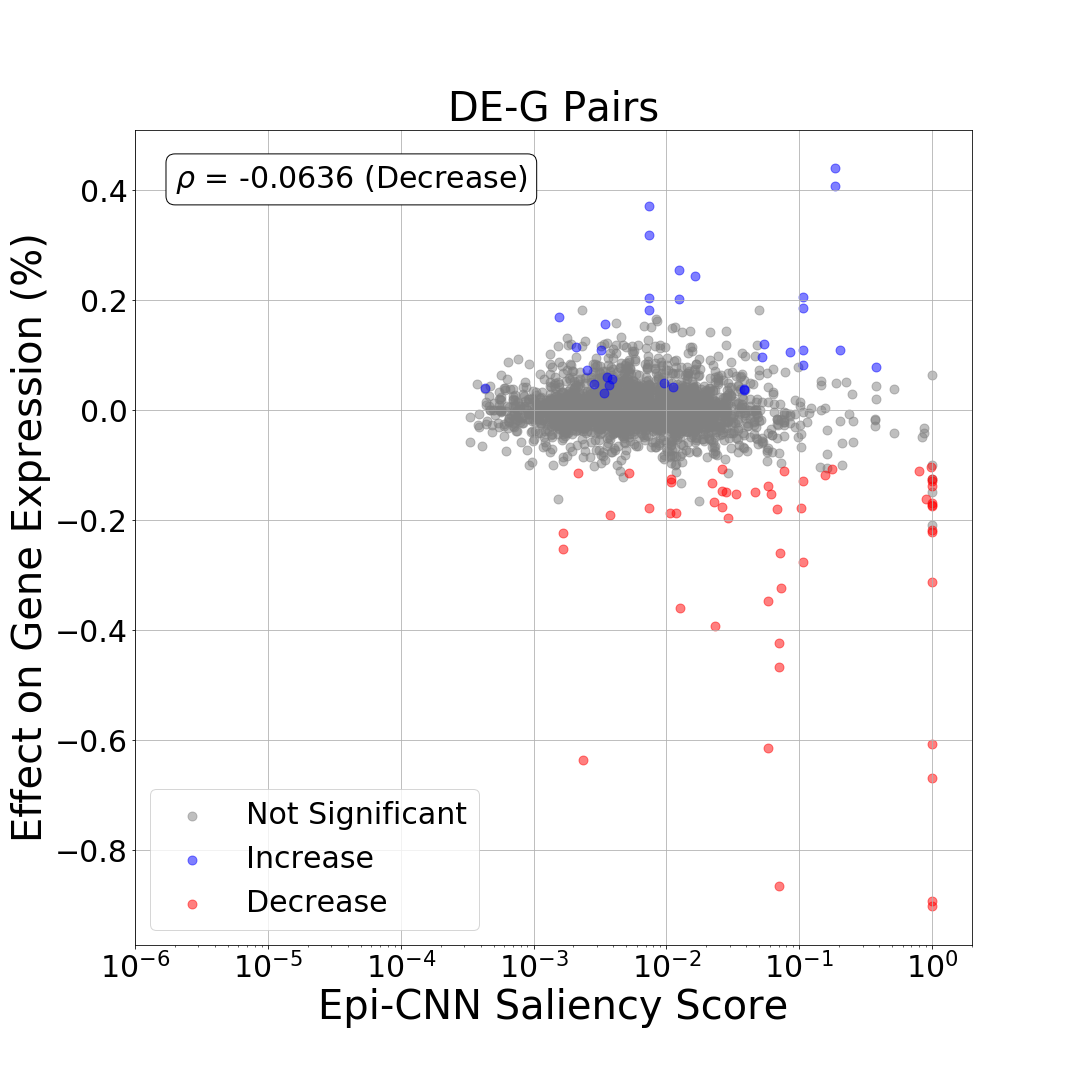 DE-G Pairs
ρ = -0.0636 (Decrease)
0.4
0.2
0.0
−0.2
−0.4
−0.6
−0.8
Effect on Gene Expression (%)
Not Significant
Increase
Decrease
10⁻⁶ 10⁻⁵ 10⁻⁴ 10⁻³ 10⁻² 10⁻¹ 10⁰
Epi-CNN Saliency Score